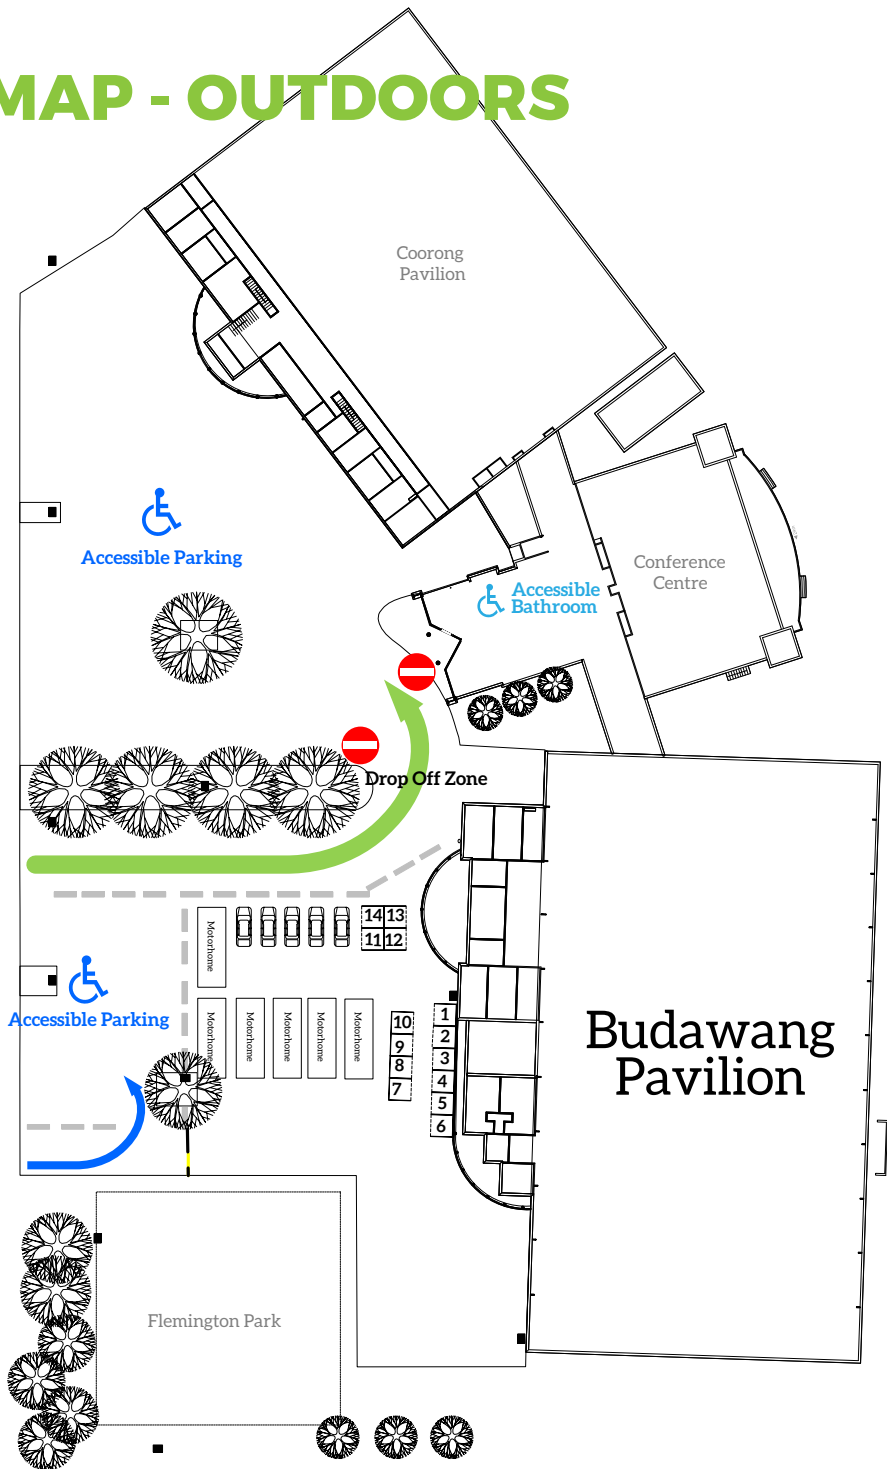 MAP - OUTDOORS
Coorong
Pavilion
Accessible Parking
Accessible
Bathroom
Conference
Centre
Drop Off Zone
Motorhome
14 13
11 12
Accessible Parking
Motorhome
Motorhome
Motorhome
Motorhome
Motorhome
10
9
8
7
1
2
3
4
5
6
Budawang
Pavilion
Flemington Park